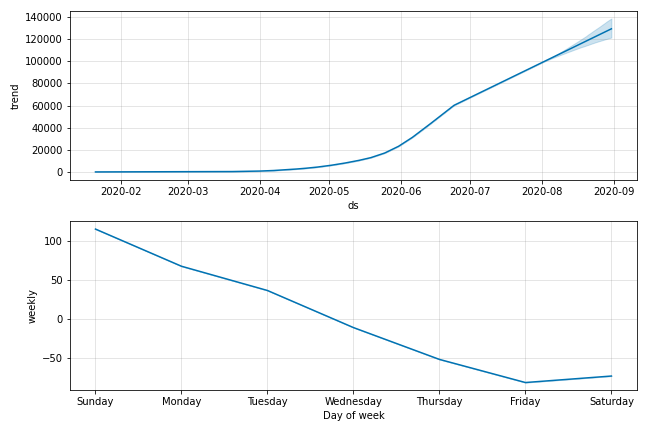 140000
120000
100000
80000
60000
40000
20000
0
trend
2020-02 2020-03 2020-04 2020-05 2020-06 2020-07 2020-08 2020-09
ds
100
50
0
−50
weekly
Sunday Monday Tuesday Wednesday Thursday Friday Saturday
Day of week